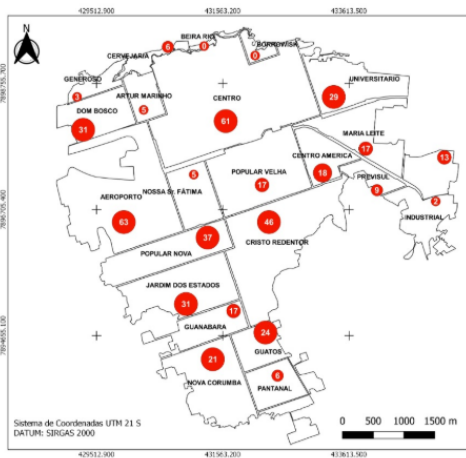 429512.900 431563.200 433613.500
N
BEIRA RIO
6 0
CERVEJARIA
BORROWISK
0
GENEROSO
UNIVERSITARIO
3
ARTUR MARINHO
CENTRO
29
DOM BOSCO
5
31
61
MARIA LEITE
17
13
CENTRO AMERICA
POPULAR VELHA
5
18
PREVISUL
AEROPORTO
NOSSA Sr. FÁTIMA
17
9
2
INDUSTRIAL
63
46
37
CRISTO REDENTOR
POPULAR NOVA
JARDIM DOS ESTADOS
31
17
GUANABARA
24
GUATOS
21
6
NOVA CORUMBA
PANTANAL
7898755.700
7896705.400
7894655.100
Sistema de Coordenadas UTM 21 S
DATUM: SIRGAS 2000
0 500 1000 1500 m
429512.900 431563.200 433613.500